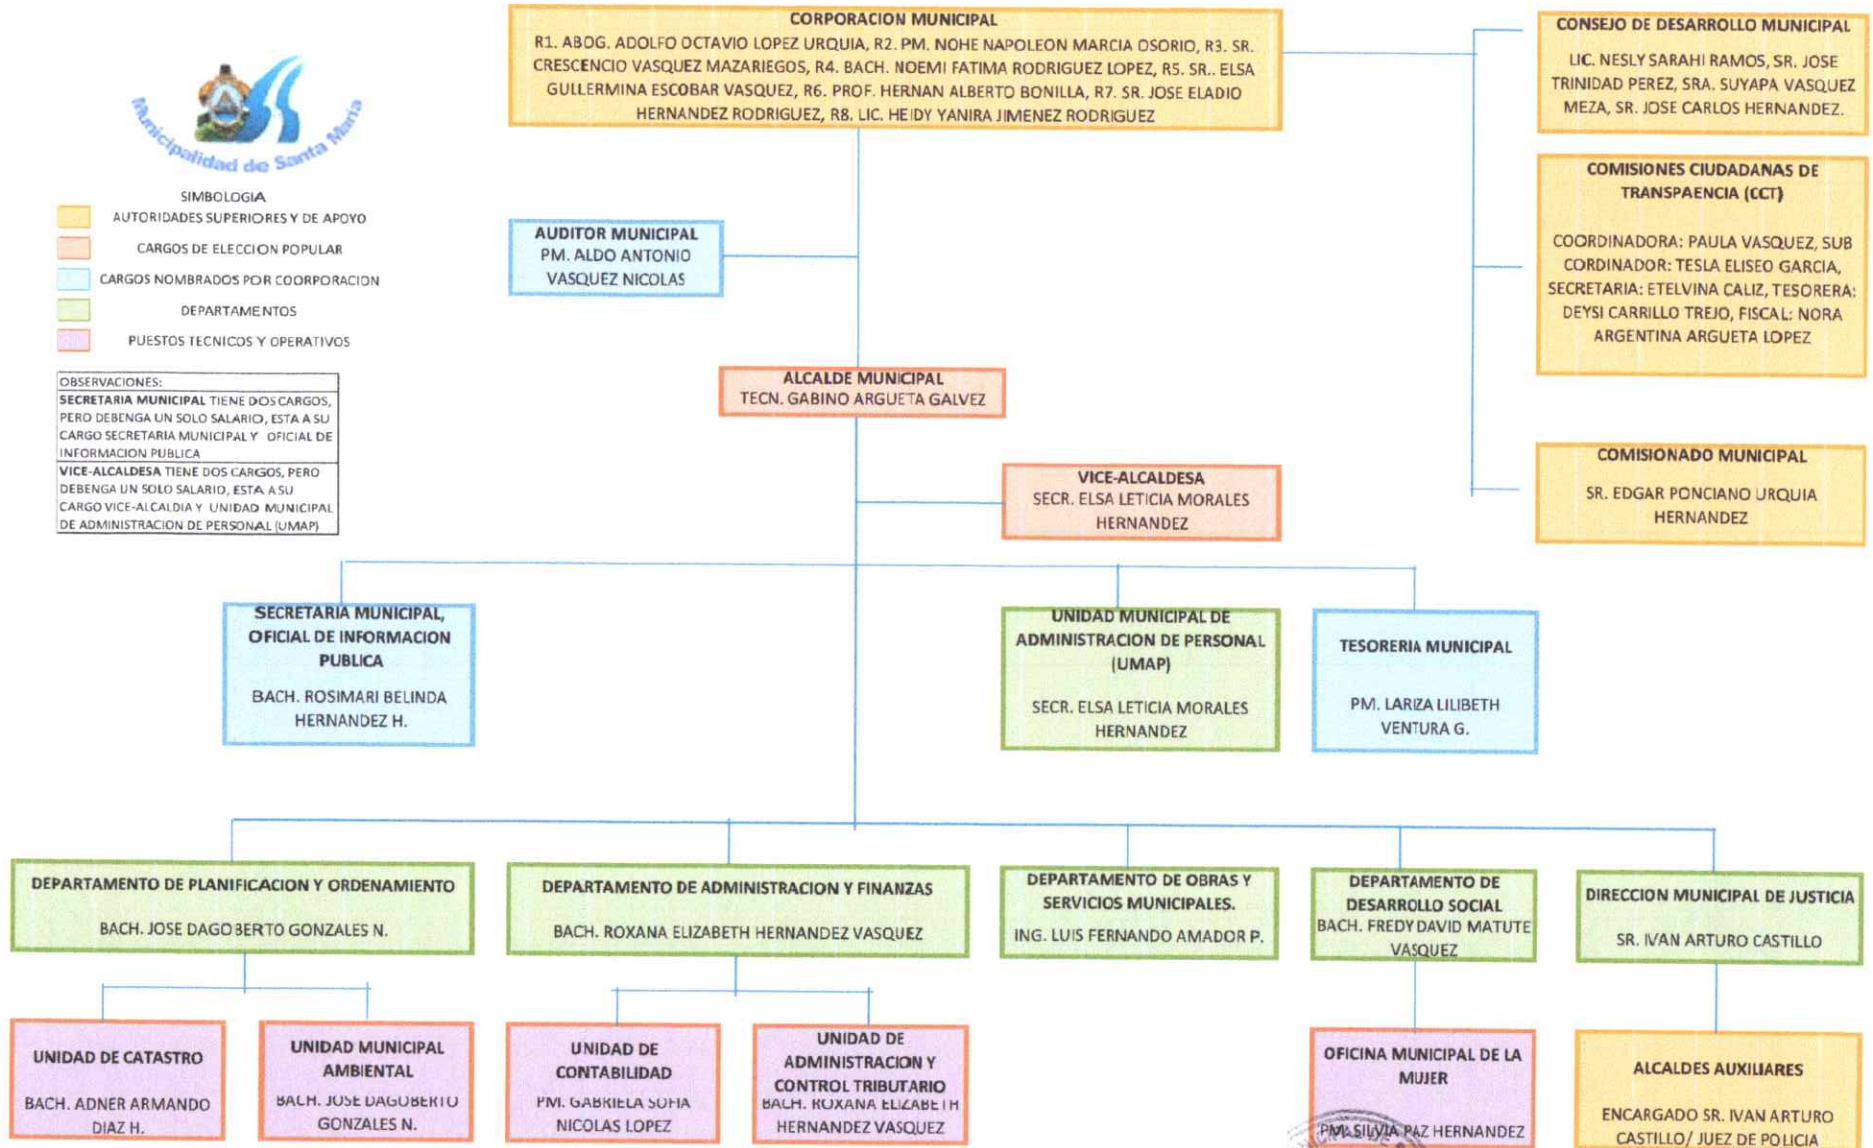 CORPORACION MUNICIPAL
R1. ABOG. ADOLFO OCTAVIO LOPEZ URQUIA, R2. PM. NOHE NAPOLEON MARCIA OSORIO, R3. SR.
CRESCENCIO VASQUEZ MAZARIEGOS, R4. BACH. NOEMI FATIMA RODRIGUEZ LOPEZ, R5. SR.. ELSA
GULLERMINA ESCOBAR VASQUEZ, R6. PROF. HERNAN ALBERTO BONILLA, R7. SR. JOSE ELADIO
HERNANDEZ RODRIGUEZ, R8. LIC. HEIDY YANIRA JIMENEZ RODRIGUEZ
CONSEJO DE DESARROLLO MUNICIPAL
LIC. NESLY SARAHI RAMOS, SR. JOSE
TRINIDAD PEREZ, SRA. SUYAPA VASQUEZ
MEZA, SR. JOSE CARLOS HERNANDEZ.
Municipalidad de Santa Maria
SIMBOLOGIA
AUTORIDADES SUPERIORES Y DE APOYO
CARGOS DE ELECCION POPULAR
CARGOS NOMBRADOS POR COORPORACION
DEPARTAMENTOS
PUESTOS TECNICOS Y OPERATIVOS
COMISIONES CIUDADANAS DE
TRANSPAENCIA (CCT)
COORDINADORA: PAULA VASQUEZ, SUB
CORDINADOR: TESLA ELISEO GARCIA,
SECRETARIA: ETELVINA CALIZ, TESORERA:
DEYSI CARRILLO TREJO, FISCAL: NORA
ARGENTINA ARGUETA LOPEZ
AUDITOR MUNICIPAL
PM. ALDO ANTONIO
VASQUEZ NICOLAS
OBSERVACIONES:
SECRETARIA MUNICIPAL TIENE DOS CARGOS,
PERO DEBENGA UN SOLO SALARIO, ESTA A SU
CARGO SECRETARIA MUNICIPAL Y OFICIAL DE
INFORMACION PUBLICA
VICE-ALCALDESA TIENE DOS CARGOS, PERO
DEBENGA UN SOLO SALARIO, ESTA A SU
CARGO VICE-ALCALDIA Y UNIDAD MUNICIPAL
DE ADMINISTRACION DE PERSONAL (UMAP)
ALCALDE MUNICIPAL
TECN. GABINO ARGUETA GALVEZ
VICE-ALCALDESA
SECR. ELSA LETICIA MORALES
HERNANDEZ
COMISIONADO MUNICIPAL
SR. EDGAR PONCIANO URQUIA
HERNANDEZ
SECRETARIA MUNICIPAL,
OFICIAL DE INFORMACION
PUBLICA
BACH. ROSIMARI BELINDA
HERNANDEZ H.
UNIDAD MUNICIPAL DE
ADMINISTRACION DE PERSONAL
(UMAP)
SECR. ELSA LETICIA MORALES
HERNANDEZ
TESORERIA MUNICIPAL
PM. LARIZA LILIBETH
VENTURA G.
DEPARTAMENTO DE PLANIFICACION Y ORDENAMIENTO
BACH. JOSE DAGOBERTO GONZALES N.
DEPARTAMENTO DE ADMINISTRACION Y FINANZAS
BACH. ROXANA ELIZABETH HERNANDEZ VASQUEZ
DEPARTAMENTO DE OBRAS Y
SERVICIOS MUNICIPALES.
ING. LUIS FERNANDO AMADOR P.
DEPARTAMENTO DE
DESARROLLO SOCIAL
BACH. FREDY DAVID MATUTE
VASQUEZ
DIRECCION MUNICIPAL DE JUSTICIA
SR. IVAN ARTURO CASTILLO
UNIDAD DE CATASTRO
BACH. ADNER ARMANDO
DIAZ H.
UNIDAD MUNICIPAL
AMBIENTAL
BACH. JOSE DAGOBERTO
GONZALES N.
UNIDAD DE
CONTABILIDAD
PM. GABRIELA SOFIA
NICOLAS LOPEZ
UNIDAD DE
ADMINISTRACION Y
CONTROL TRIBUTARIO
BACH. ROXANA ELIZABETH
HERNANDEZ VASQUEZ
OFICINA MUNICIPAL DE LA
MUJER
PM. SILVIA PAZ HERNANDEZ
ALCALDES AUXILIARES
ENCARGADO SR. IVAN ARTURO
CASTILLO/ JUEZ DE POLICIA